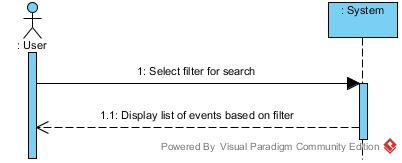 : System
: User
1: Select filter for search
1.1: Display list of events based on filter
Powered By Visual Paradigm Community Edition